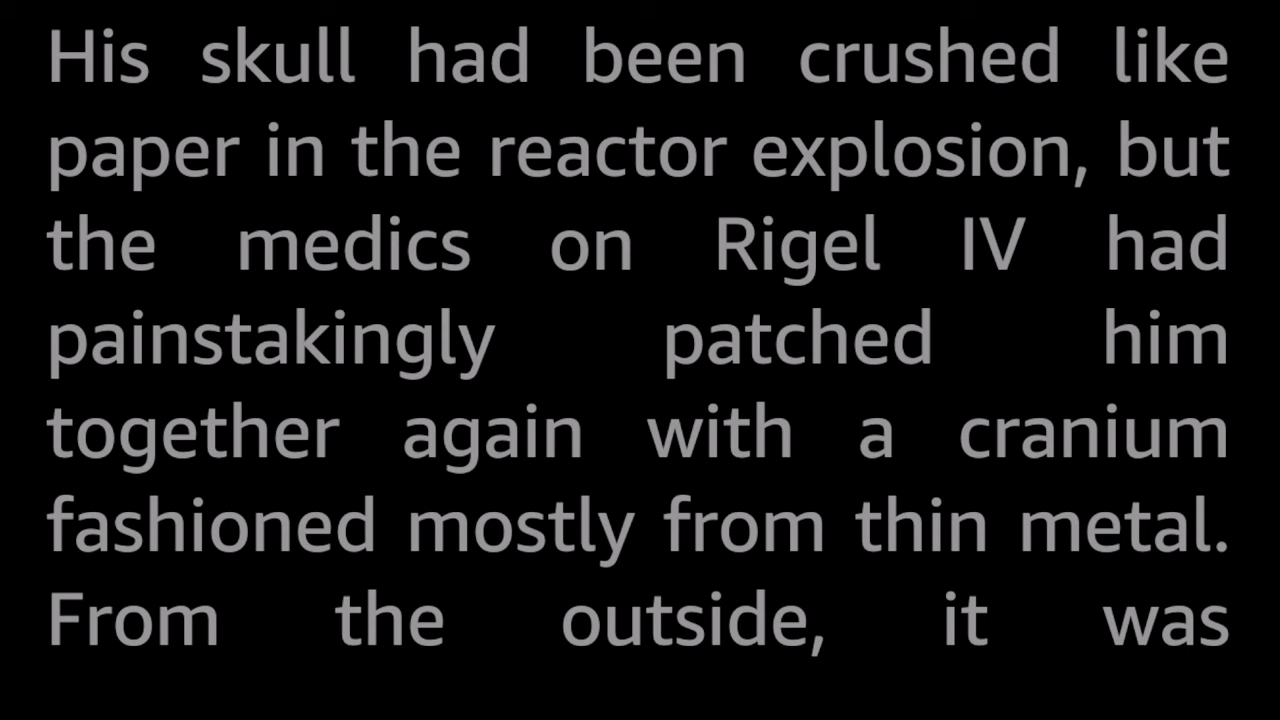 His skull had been crushed like
paper in the reactor explosion, but
the medics on Rigel IV had
painstakingly patched him
together again with a cranium
fashioned mostly from thin metal.
From the outside, it was